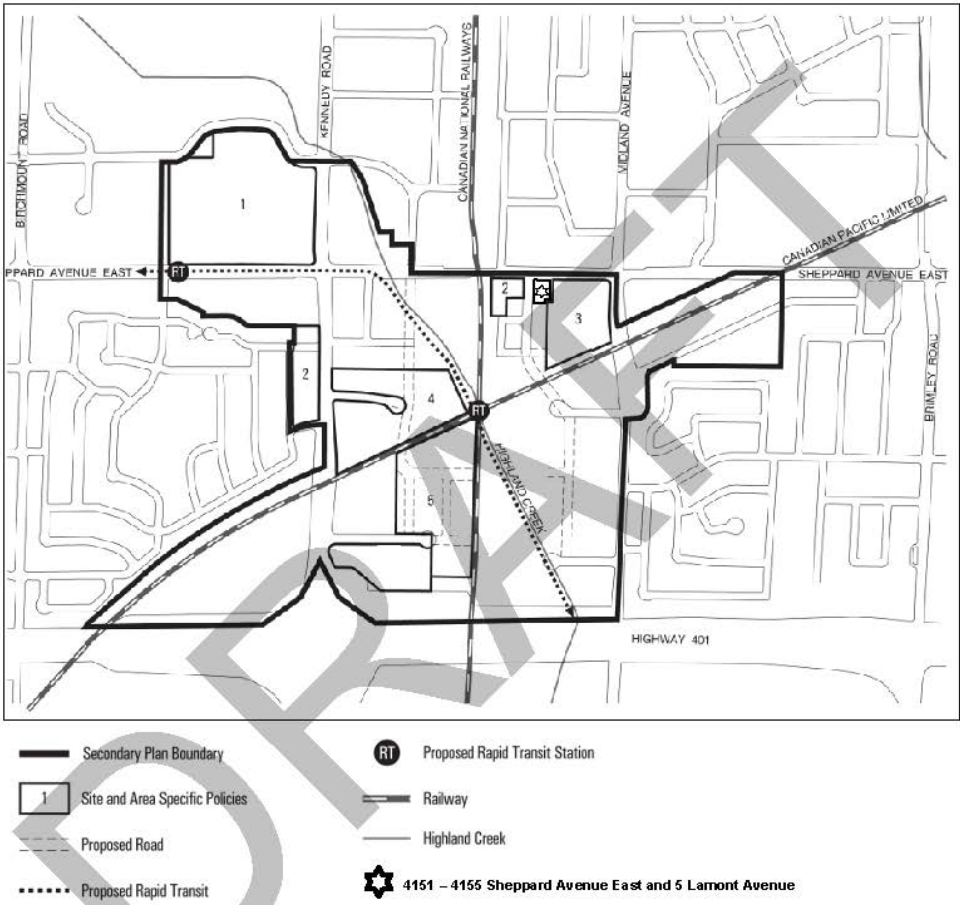 BIRCHMOUNT ROAD
KENNEDY ROAD
CANADIAN NATIONAL RAILWAYS
MIDLAND AVENUE
CANADIAN PACIFIC LIMITED
1
PPARD AVENUE EAST
RT
SHEPPARD AVENUE EAST
2
3
2
4
RT
BRIMLEY ROAD
HIGHLAND CREEK
5
HIGHWAY 401
DRAFT
Secondary Plan Boundary
RT Proposed Rapid Transit Station
1 Site and Area Specific Policies
Railway
Proposed Road
Highland Creek
Proposed Rapid Transit
4151 – 4155 Sheppard Avenue East and 5 Lamont Avenue